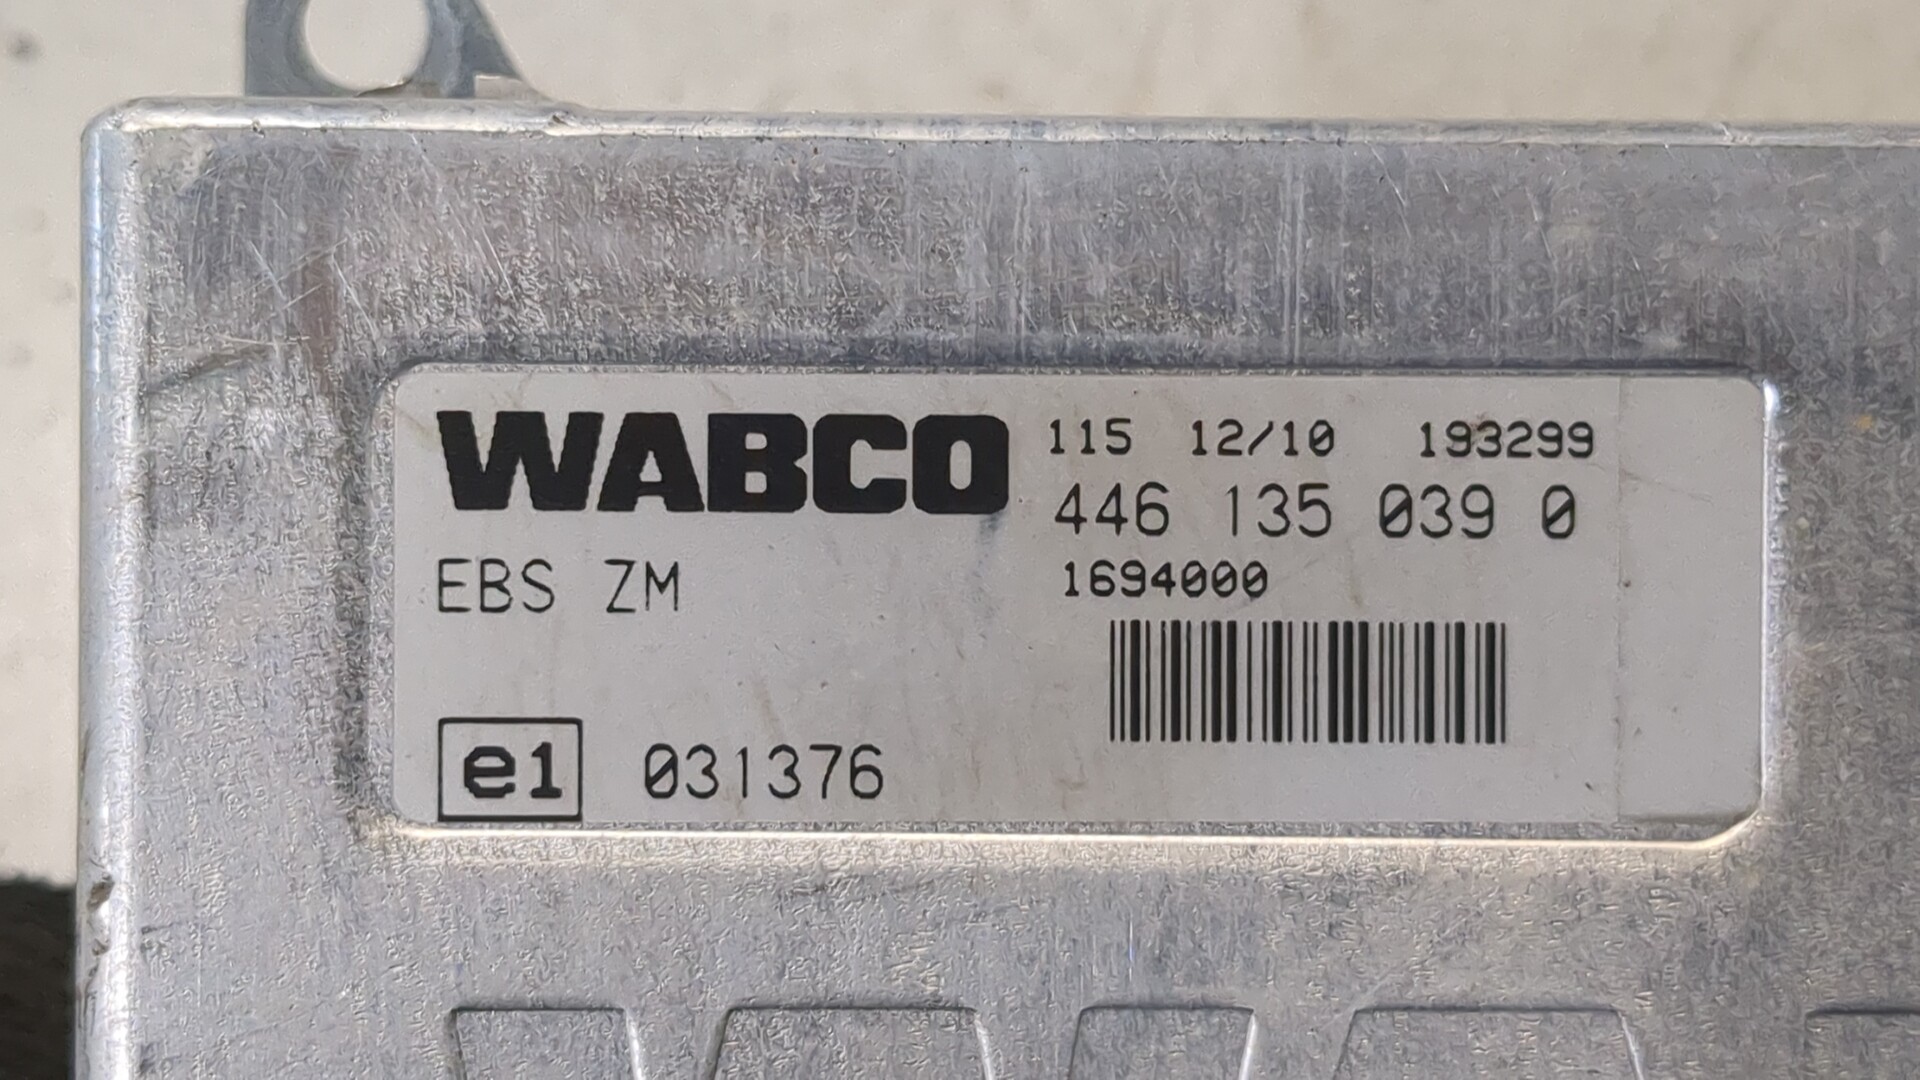 WABCO 115 12/10 193299
446 135 039 0
EBS ZM 1694000
e1 031376